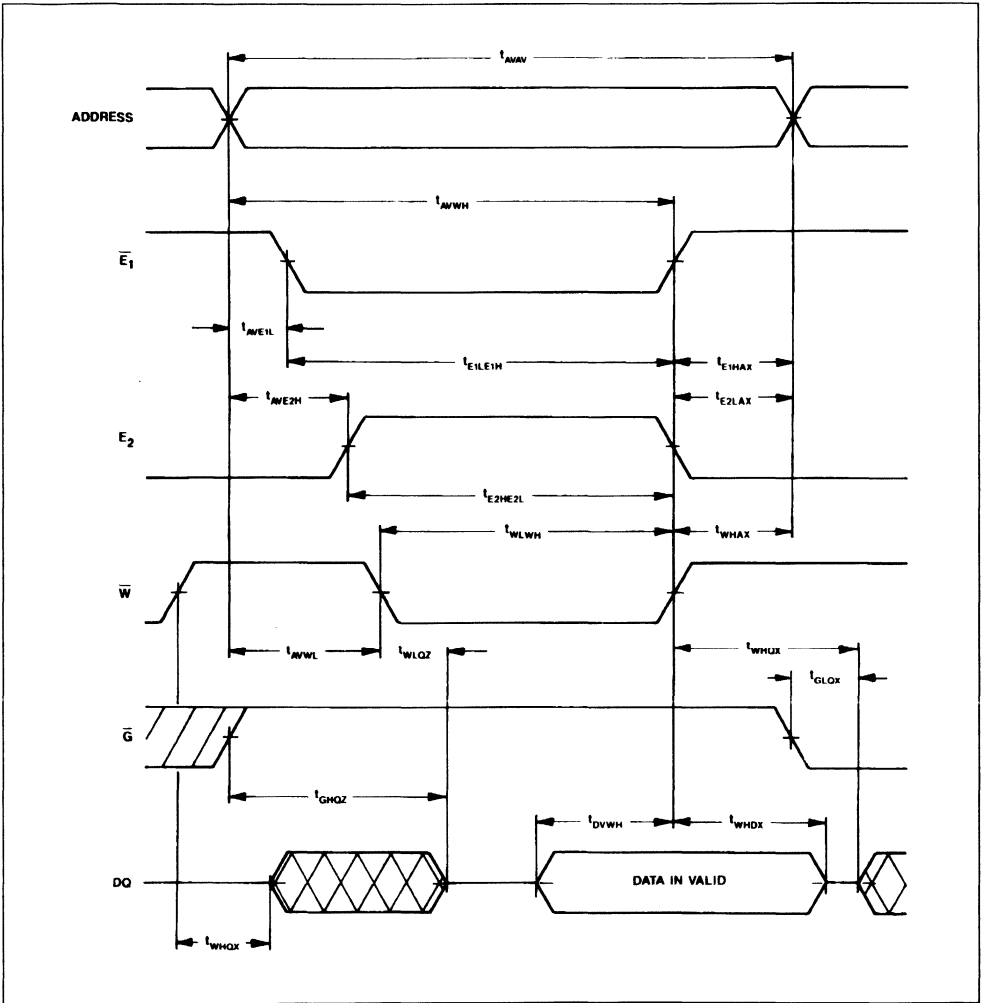 tAVAV
ADDRESS
tAVWH
E̅1
tAVE1L
tE1LE1H
tE1HAX
tAVE2H
tE2LAX
E2
tE2HE2L
tWLWH
tWHAX
W̅
tAVWL
tWLQZ
tWHQX
tGLQX
G̅
tGHQZ
tDVWH
tWHDX
DQ
DATA IN VALID
tWHQX